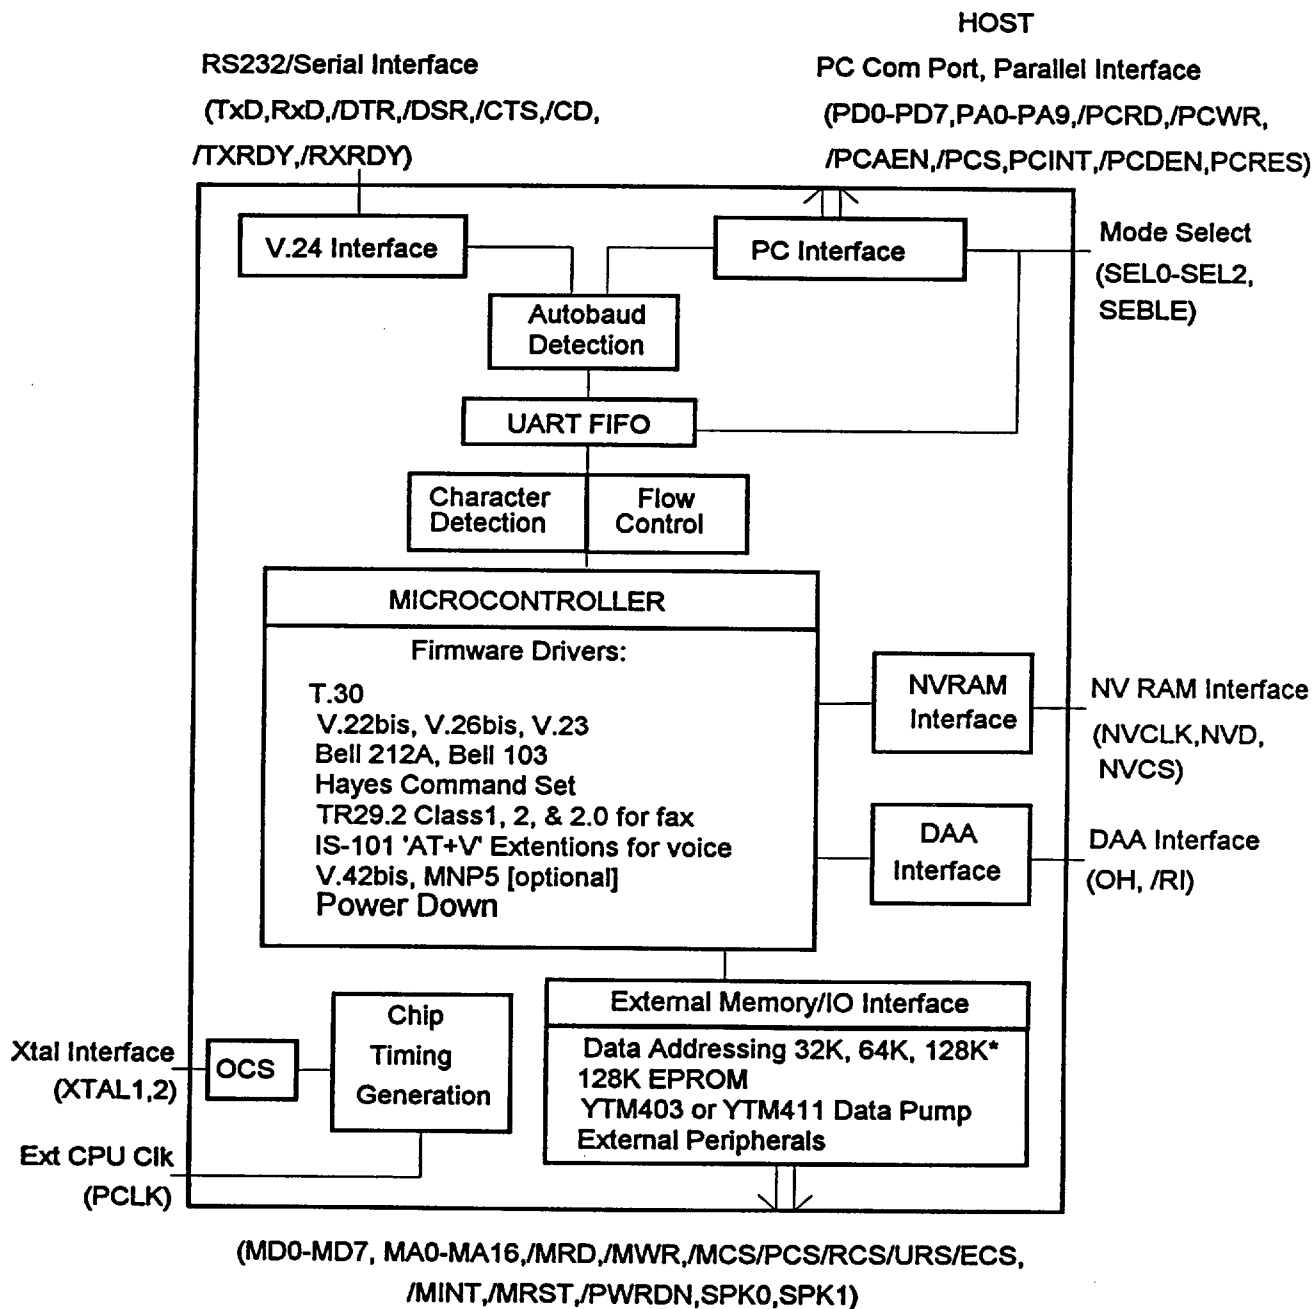 HOST
RS232/Serial Interface
PC Com Port, Parallel Interface
(TxD,RxD,/DTR,/DSR,/CTS,/CD,
(PD0-PD7,PA0-PA9,/PCRD,/PCWR,
/TXRDY,/RXRDY)
/PCAEN,/PCS,PCINT,/PCDEN,PCRES)
V.24 Interface
PC Interface
Mode Select
(SEL0-SEL2,
SEBLE)
Autobaud
Detection
UART FIFO
Character
Detection
Flow
Control
MICROCONTROLLER
Firmware Drivers:
T.30
V.22bis, V.26bis, V.23
Bell 212A, Bell 103
Hayes Command Set
TR29.2 Class1, 2, & 2.0 for fax
IS-101 'AT+V' Extentions for voice
V.42bis, MNP5 [optional]
Power Down
NVRAM
Interface
NV RAM Interface
(NVCLK,NVD,
NVCS)
DAA
Interface
DAA Interface
(OH, /RI)
Chip
Timing
Generation
External Memory/IO Interface
Data Addressing 32K, 64K, 128K*
128K EPROM
YTM403 or YTM411 Data Pump
External Peripherals
Xtal Interface
(XTAL1,2)
OCS
Ext CPU Clk
(PCLK)
(MD0-MD7, MA0-MA16,/MRD,/MWR,/MCS/PCS/RCS/URS/ECS,
/MINT,/MRST,/PWRDN,SPK0,SPK1)